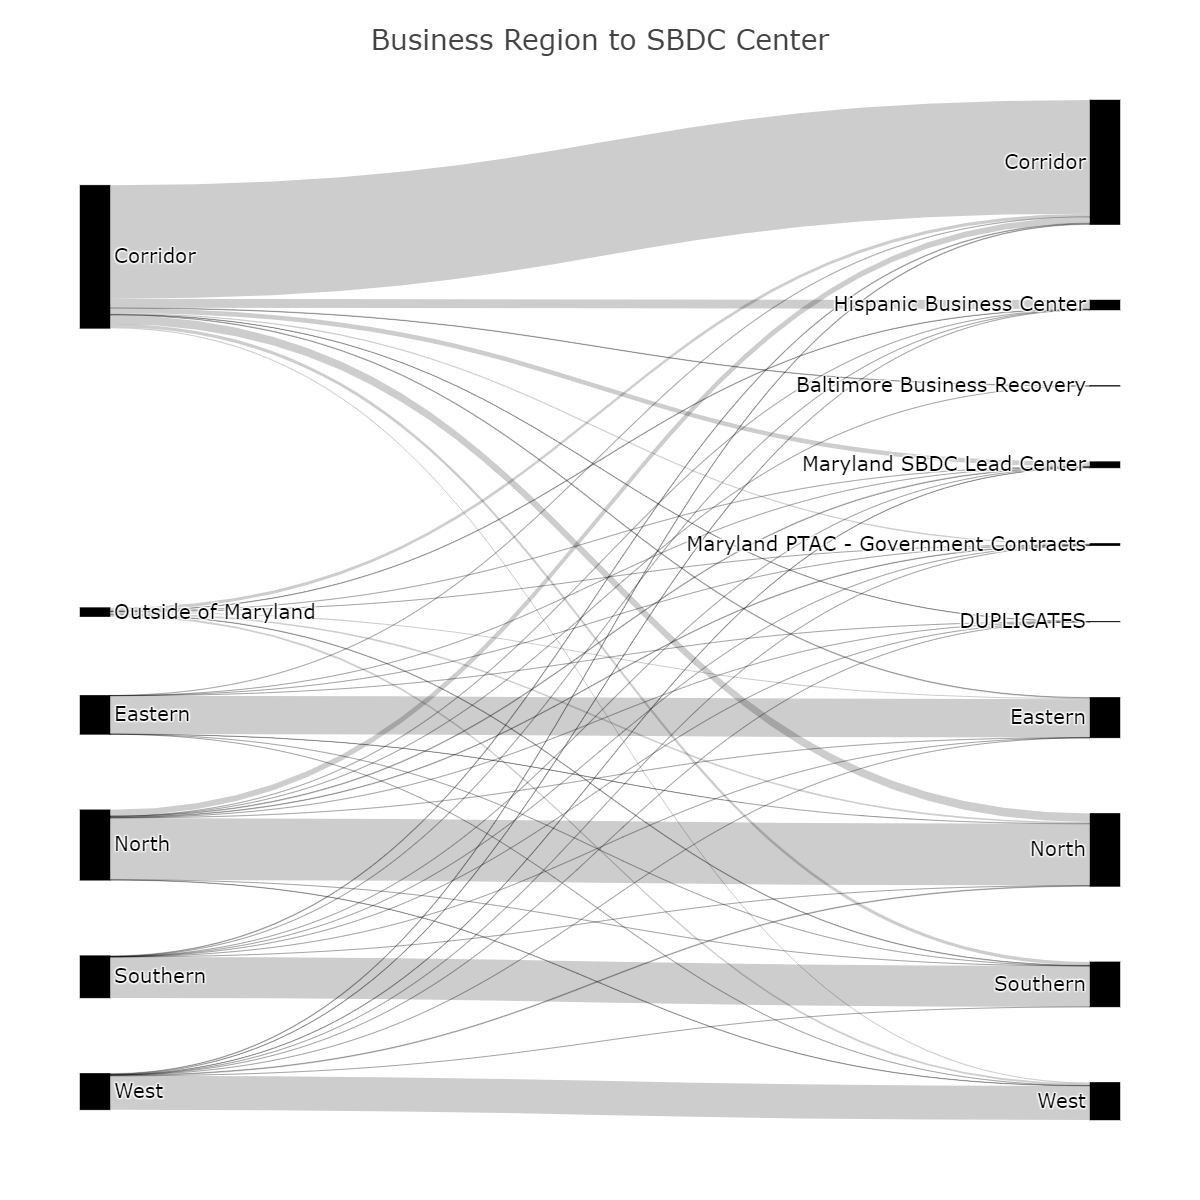 Business Region to SBDC Center
Corridor
Outside of Maryland
Eastern
North
Southern
West
Corridor
Hispanic Business Center
Baltimore Business Recovery
Maryland SBDC Lead Center
Maryland PTAC - Government Contracts
DUPLICATES
Eastern
North
Southern
West